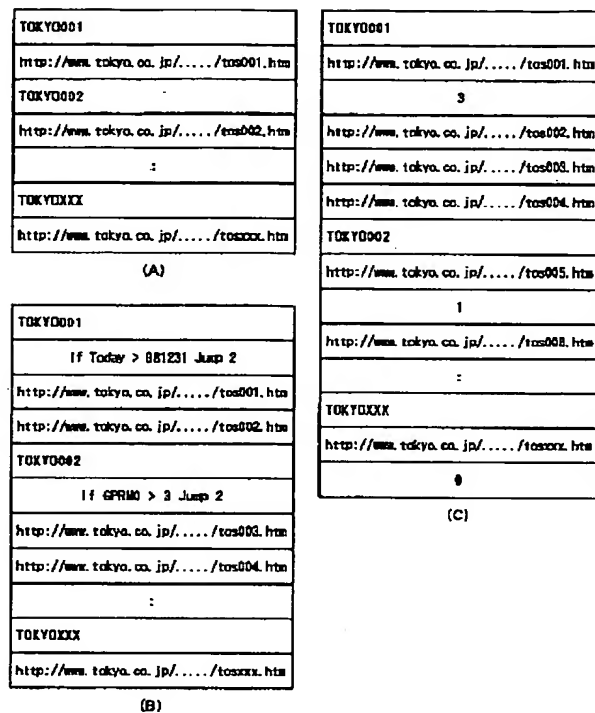 TOKYO001
http://www.tokyo.co.jp/...../tos001.htm
TOKYO002
http://www.tokyo.co.jp/...../tos002.htm
:
TOKYOXXX
http://www.tokyo.co.jp/...../tosxxx.htm
(A)
TOKYO001
If Today > 981231 Jump 2
http://www.tokyo.co.jp/...../tos001.htm
http://www.tokyo.co.jp/...../tos002.htm
TOKYO002
If GPRM0 > 3 Jump 2
http://www.tokyo.co.jp/...../tos003.htm
http://www.tokyo.co.jp/...../tos004.htm
:
TOKYOXXX
http://www.tokyo.co.jp/...../tosxxx.htm
(B)
TOKYO001
http://www.tokyo.co.jp/...../tos001.htm
3
http://www.tokyo.co.jp/...../tos002.htm
http://www.tokyo.co.jp/...../tos003.htm
http://www.tokyo.co.jp/...../tos004.htm
TOKYO002
http://www.tokyo.co.jp/...../tos005.htm
1
http://www.tokyo.co.jp/...../tos006.htm
:
TOKYOXXX
http://www.tokyo.co.jp/...../tosxxx.htm
0
(C)